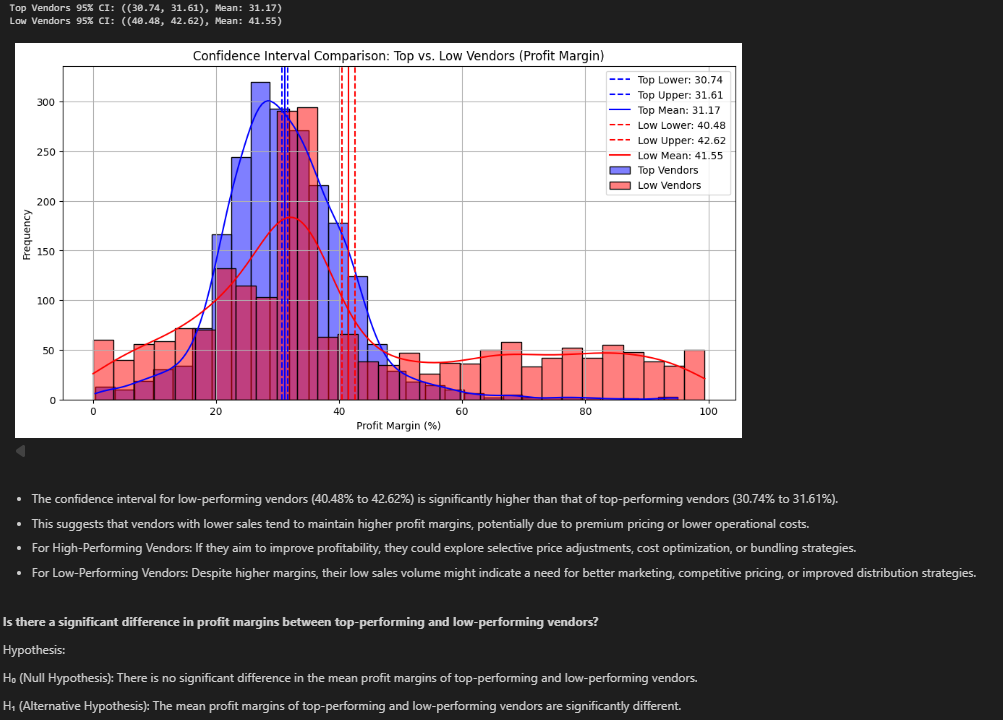 Top Vendors 95% CI: ((30.74, 31.61), Mean: 31.17)
Low Vendors 95% CI: ((40.48, 42.62), Mean: 41.55)
Confidence Interval Comparison: Top vs. Low Vendors (Profit Margin)
Top Lower: 30.74
Top Upper: 31.61
Top Mean: 31.17
Low Lower: 40.48
Low Upper: 42.62
Low Mean: 41.55
Top Vendors
Low Vendors
Frequency
300
250
200
150
100
50
0
0 20 40 60 80 100
Profit Margin (%)
• The confidence interval for low-performing vendors (40.48% to 42.62%) is significantly higher than that of top-performing vendors (30.74% to 31.61%).
• This suggests that vendors with lower sales tend to maintain higher profit margins, potentially due to premium pricing or lower operational costs.
• For High-Performing Vendors: If they aim to improve profitability, they could explore selective price adjustments, cost optimization, or bundling strategies.
• For Low-Performing Vendors: Despite higher margins, their low sales volume might indicate a need for better marketing, competitive pricing, or improved distribution strategies.
Is there a significant difference in profit margins between top-performing and low-performing vendors?
Hypothesis:
H₀ (Null Hypothesis): There is no significant difference in the mean profit margins of top-performing and low-performing vendors.
H₁ (Alternative Hypothesis): The mean profit margins of top-performing and low-performing vendors are significantly different.